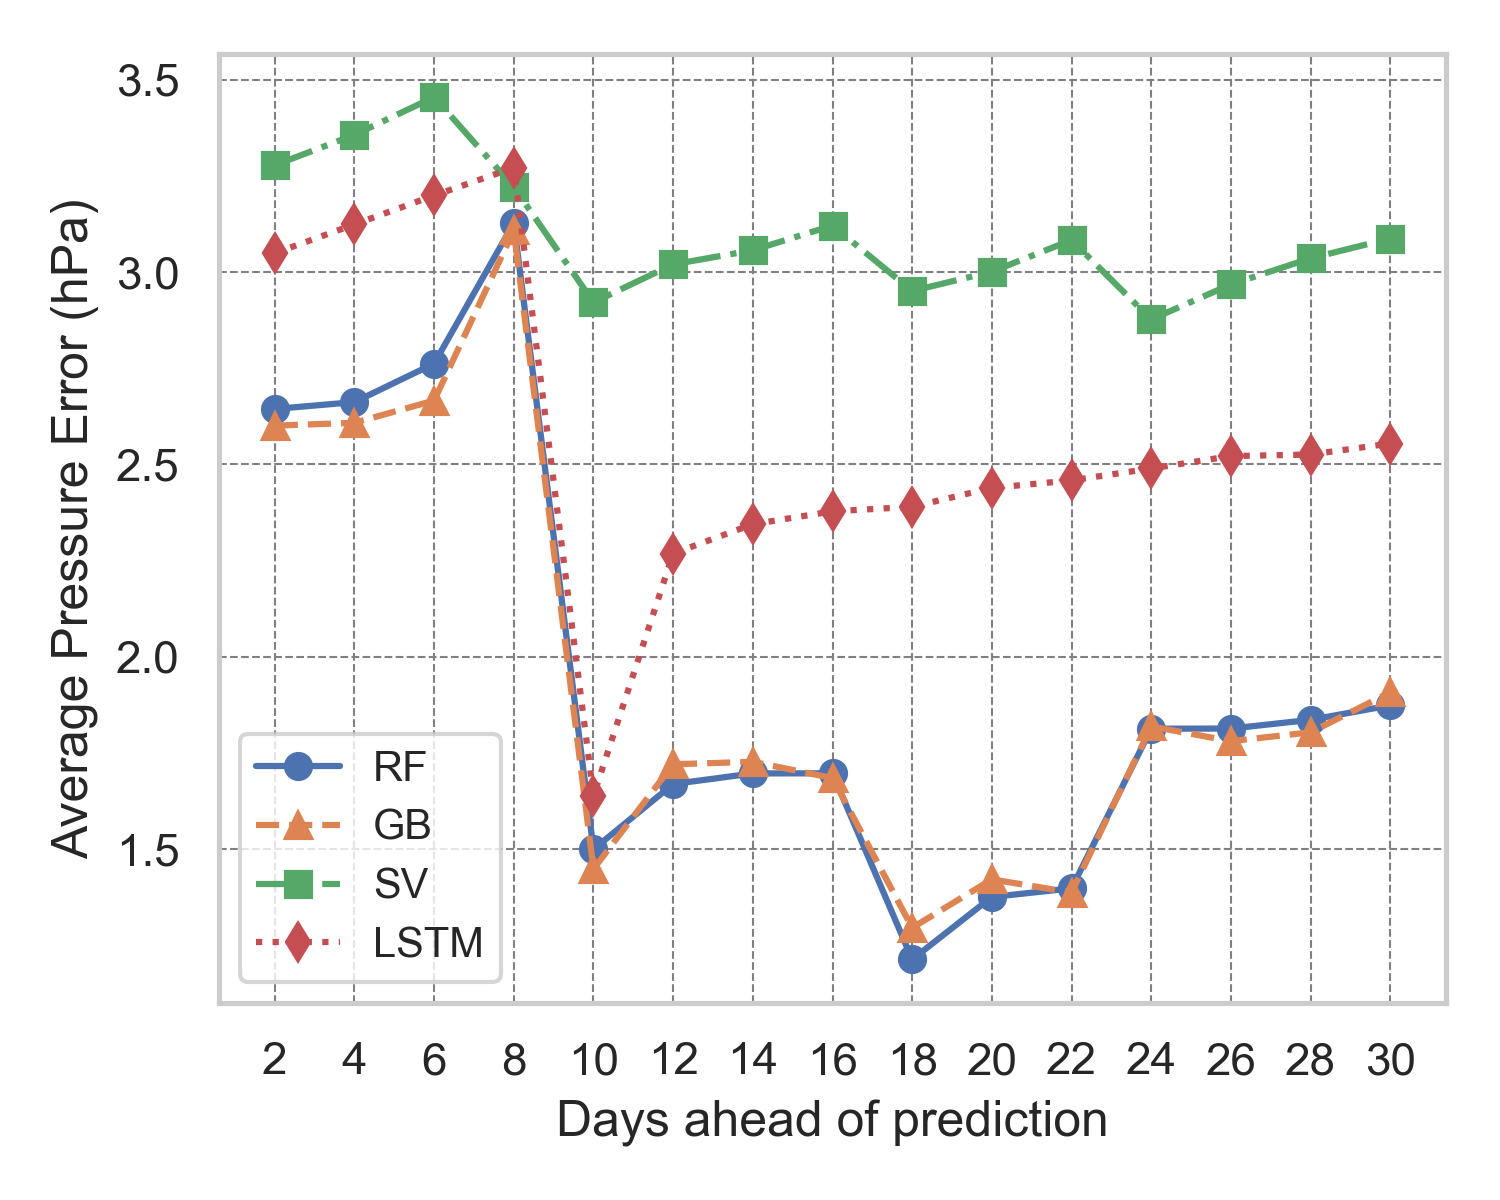 Average Pressure Error (hPa)
3.5
3.0
2.5
2.0
1.5
RF
GB
SV
LSTM
2 4 6 8 10 12 14 16 18 20 22 24 26 28 30
Days ahead of prediction